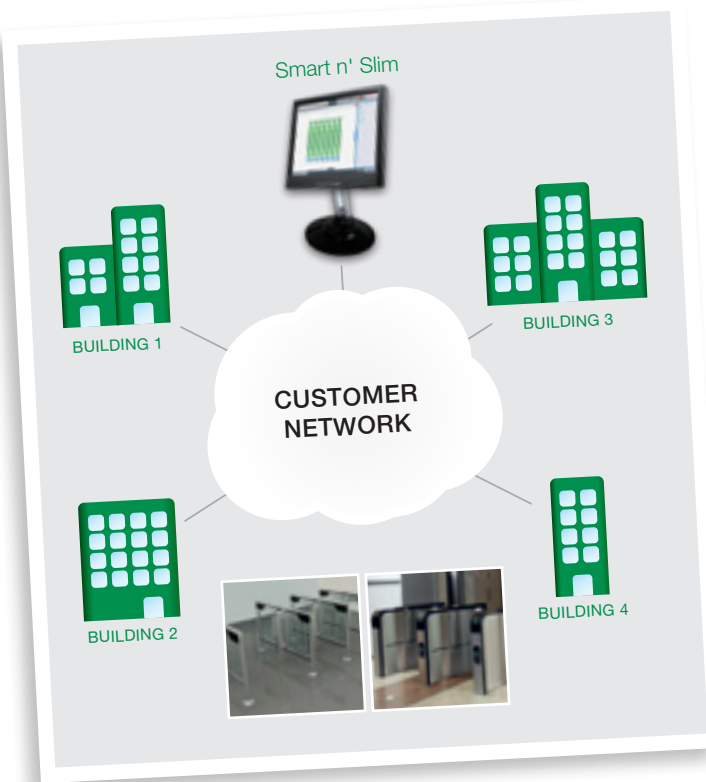 Smart n' Slim
BUILDING 1
BUILDING 3
CUSTOMER
NETWORK
BUILDING 2
BUILDING 4